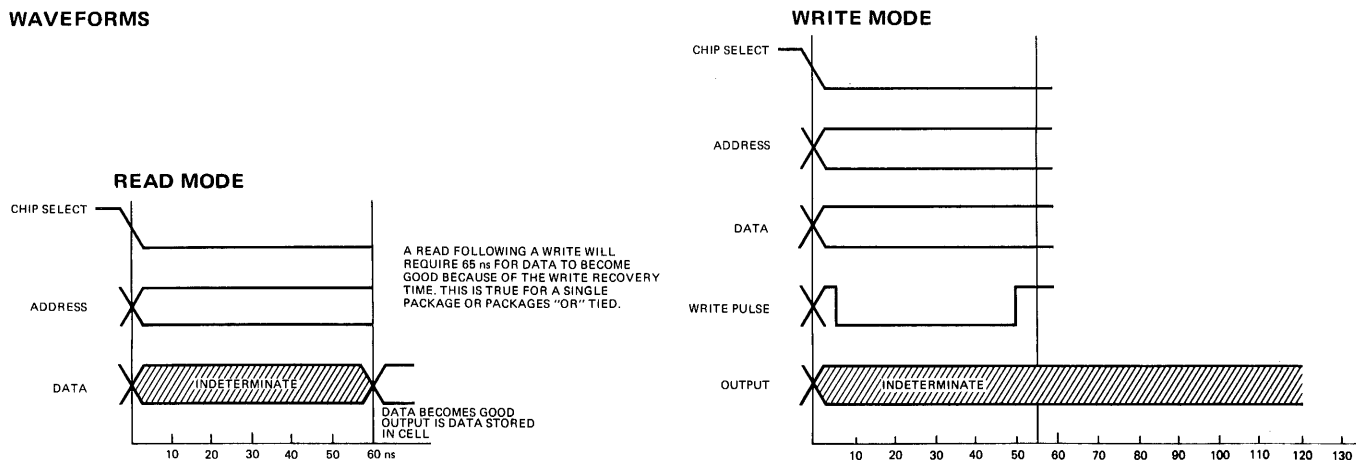 WAVEFORMS
READ MODE
CHIP SELECT
ADDRESS
DATA
INDETERMINATE
A READ FOLLOWING A WRITE WILL
REQUIRE 65 ns FOR DATA TO BECOME
GOOD BECAUSE OF THE WRITE RECOVERY
TIME. THIS IS TRUE FOR A SINGLE
PACKAGE OR PACKAGES "OR" TIED.
DATA BECOMES GOOD
OUTPUT IS DATA STORED
IN CELL
10 20 30 40 50 60 ns
WRITE MODE
CHIP SELECT
ADDRESS
DATA
WRITE PULSE
OUTPUT
INDETERMINATE
10 20 30 40 50 60 70 80 90 100 110 120 130